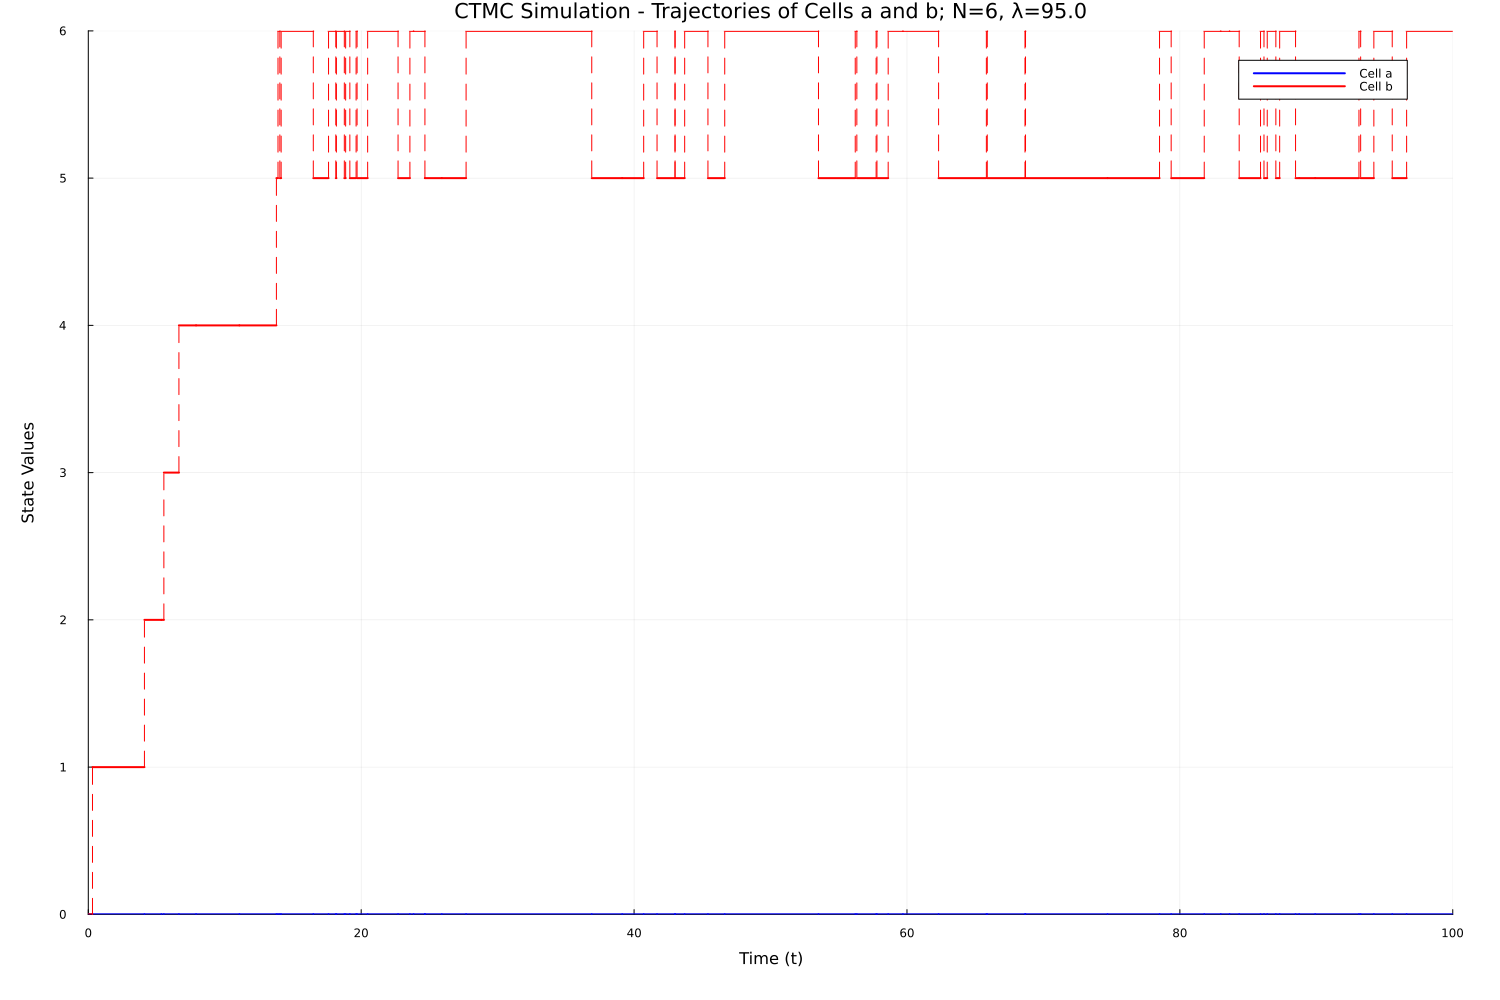 CTMC Simulation - Trajectories of Cells a and b; N=6, λ=95.0
6
Cell a
Cell b
5
4
State Values
3
2
1
0
0 20 40 60 80 100
Time (t)